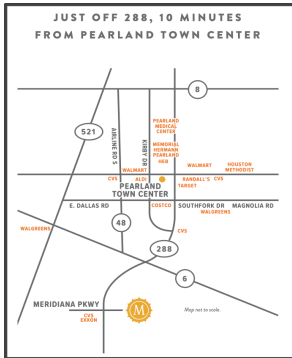 JUST OFF 288, 10 MINUTES
FROM PEARLAND TOWN CENTER
8
PEARLAND
MEDICAL
CENTER
521
AIRLINE RD S
KIRBY DR
MEMORIAL
HERMANN
PEARLAND
HEB
WALMART
WALMART
HOUSTON
METHODIST
CVS
ALDI
RANDALL'S
CVS
TARGET
PEARLAND
TOWN CENTER
E. DALLAS RD
COSTCO
SOUTHFORK DR
MAGNOLIA RD
WALGREENS
48
WALGREENS
CVS
288
6
MERIDIANA PKWY
M
Map not to scale.
CVS
EXXON